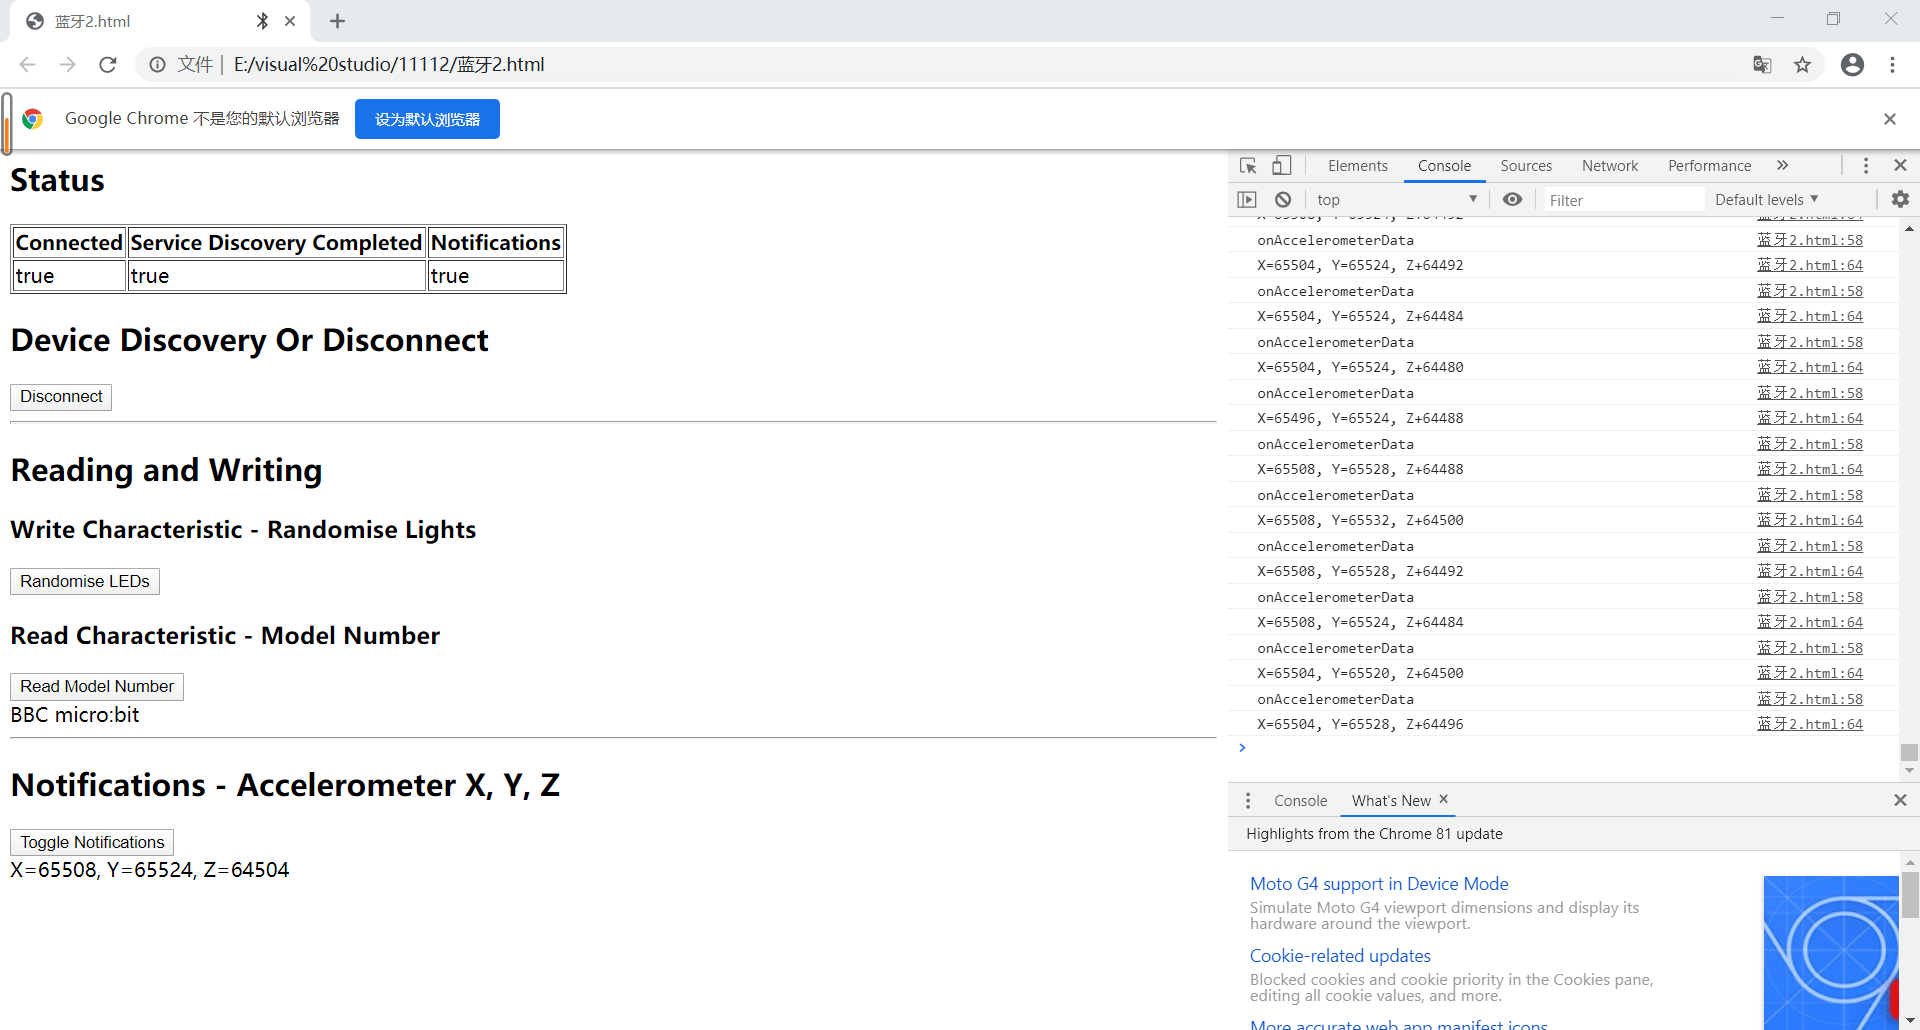 蓝牙2.html
文件 | E:/visual%20studio/11112/蓝牙2.html
Google Chrome 不是您的默认浏览器 设为默认浏览器
Status
Connected Service Discovery Completed Notifications
true true true
Device Discovery Or Disconnect
Disconnect
Reading and Writing
Write Characteristic - Randomise Lights
Randomise LEDs
Read Characteristic - Model Number
Read Model Number
BBC micro:bit
Notifications - Accelerometer X, Y, Z
Toggle Notifications
X=65508, Y=65524, Z=64504
Elements Console Sources Network Performance
top Filter Default levels
onAccelerometerData 蓝牙2.html:58
X=65504, Y=65524, Z+64492 蓝牙2.html:64
onAccelerometerData 蓝牙2.html:58
X=65504, Y=65524, Z+64484 蓝牙2.html:64
onAccelerometerData 蓝牙2.html:58
X=65504, Y=65524, Z+64480 蓝牙2.html:64
onAccelerometerData 蓝牙2.html:58
X=65496, Y=65524, Z+64488 蓝牙2.html:64
onAccelerometerData 蓝牙2.html:58
X=65508, Y=65528, Z+64488 蓝牙2.html:64
onAccelerometerData 蓝牙2.html:58
X=65508, Y=65532, Z+64500 蓝牙2.html:64
onAccelerometerData 蓝牙2.html:58
X=65508, Y=65528, Z+64492 蓝牙2.html:64
onAccelerometerData 蓝牙2.html:58
X=65508, Y=65524, Z+64484 蓝牙2.html:64
onAccelerometerData 蓝牙2.html:58
X=65504, Y=65520, Z+64500 蓝牙2.html:64
onAccelerometerData 蓝牙2.html:58
X=65504, Y=65528, Z+64496 蓝牙2.html:64
Console What's New
Highlights from the Chrome 81 update
Moto G4 support in Device Mode
Simulate Moto G4 viewport dimensions and display its
hardware around the viewport.
Cookie-related updates
Blocked cookies and cookie priority in the Cookies pane,
editing all cookie values, and more.
More accurate web app manifest icons